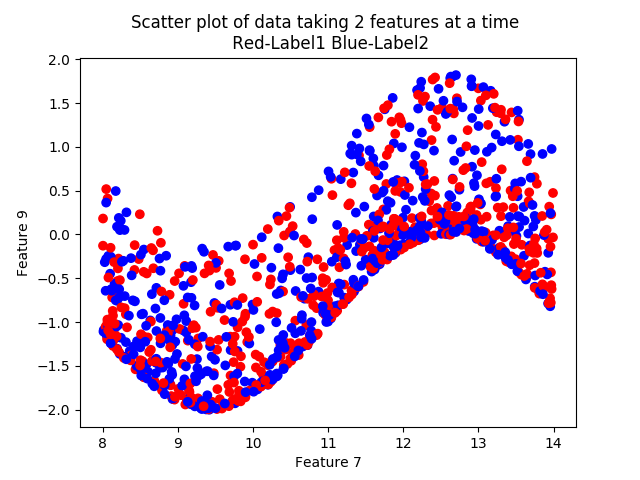 Scatter plot of data taking 2 features at a time
Red-Label1 Blue-Label2
2.0
1.5
1.0
0.5
0.0
−0.5
−1.0
−1.5
−2.0
Feature 9
8 9 10 11 12 13 14
Feature 7